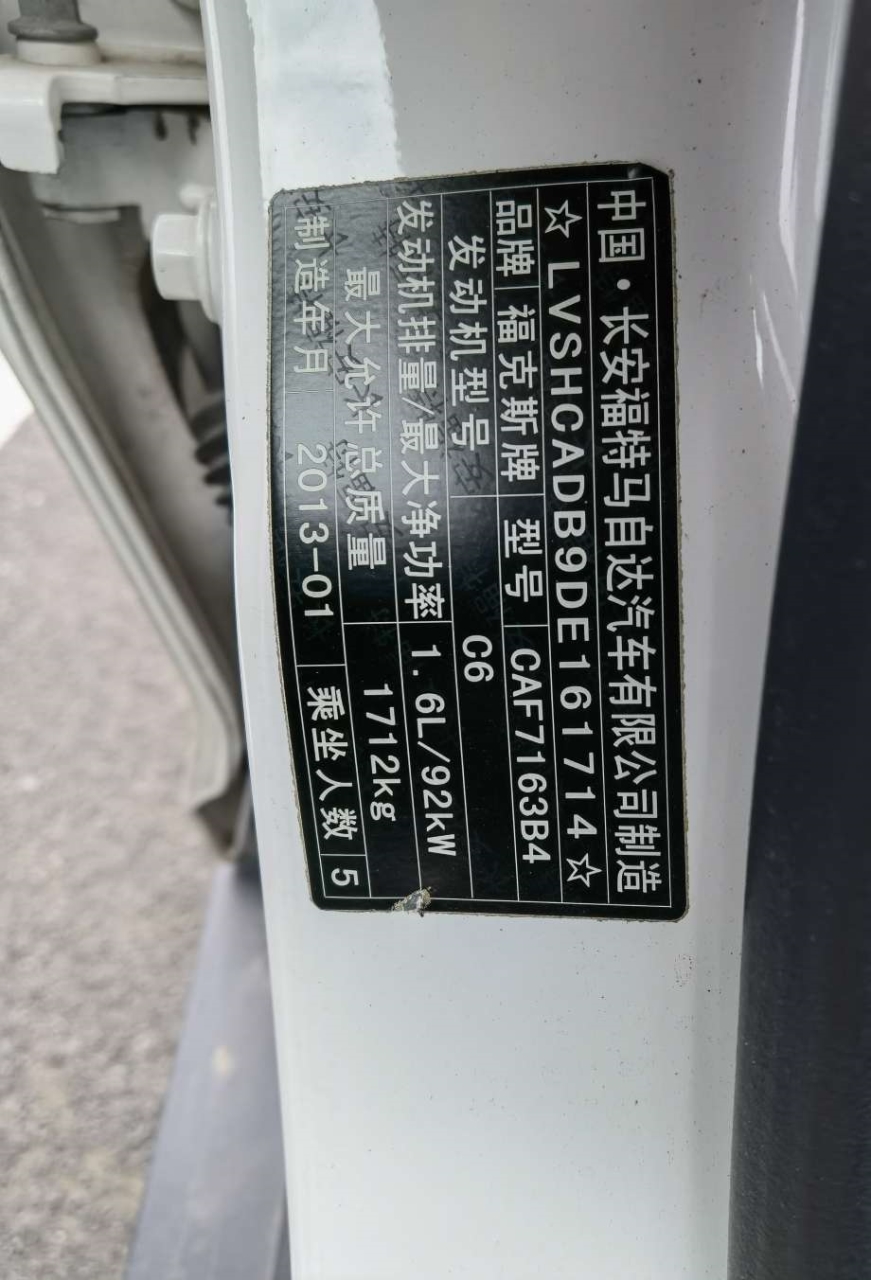 中国·长安福特马自达汽车有限公司制造
☆LVSHCADB9DE161714☆
品牌 福克斯牌 型号 CAF7163B4
发动机型号 C6
发动机排量/最大净功率 1.6L/92kW
最大允许总质量 1712kg
制造年月 2013-01 乘坐人数 5